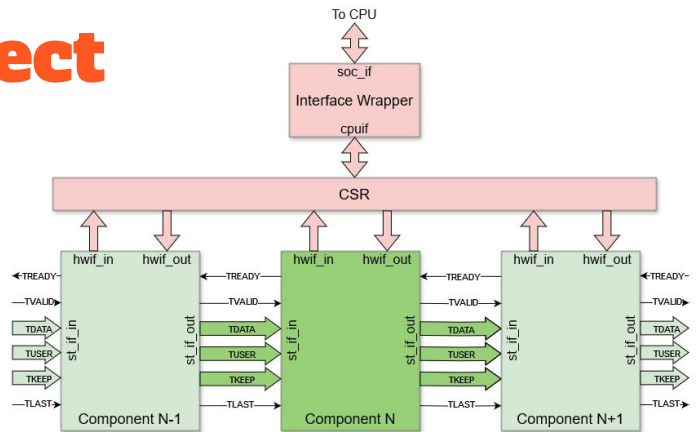 ect
To CPU
soc_if
Interface Wrapper
cpuif
CSR
hwif_in hwif_out hwif_in hwif_out hwif_in hwif_out
TREADY TREADY TREADY TREADY
TVALID TVALID TVALID TVALID
TDATA TDATA TDATA TDATA
TUSER TUSER TUSER TUSER
TKEEP TKEEP TKEEP TKEEP
st_if_in st_if_out st_if_in st_if_out st_if_in st_if_out
TLAST TLAST TLAST TLAST
Component N-1 Component N Component N+1